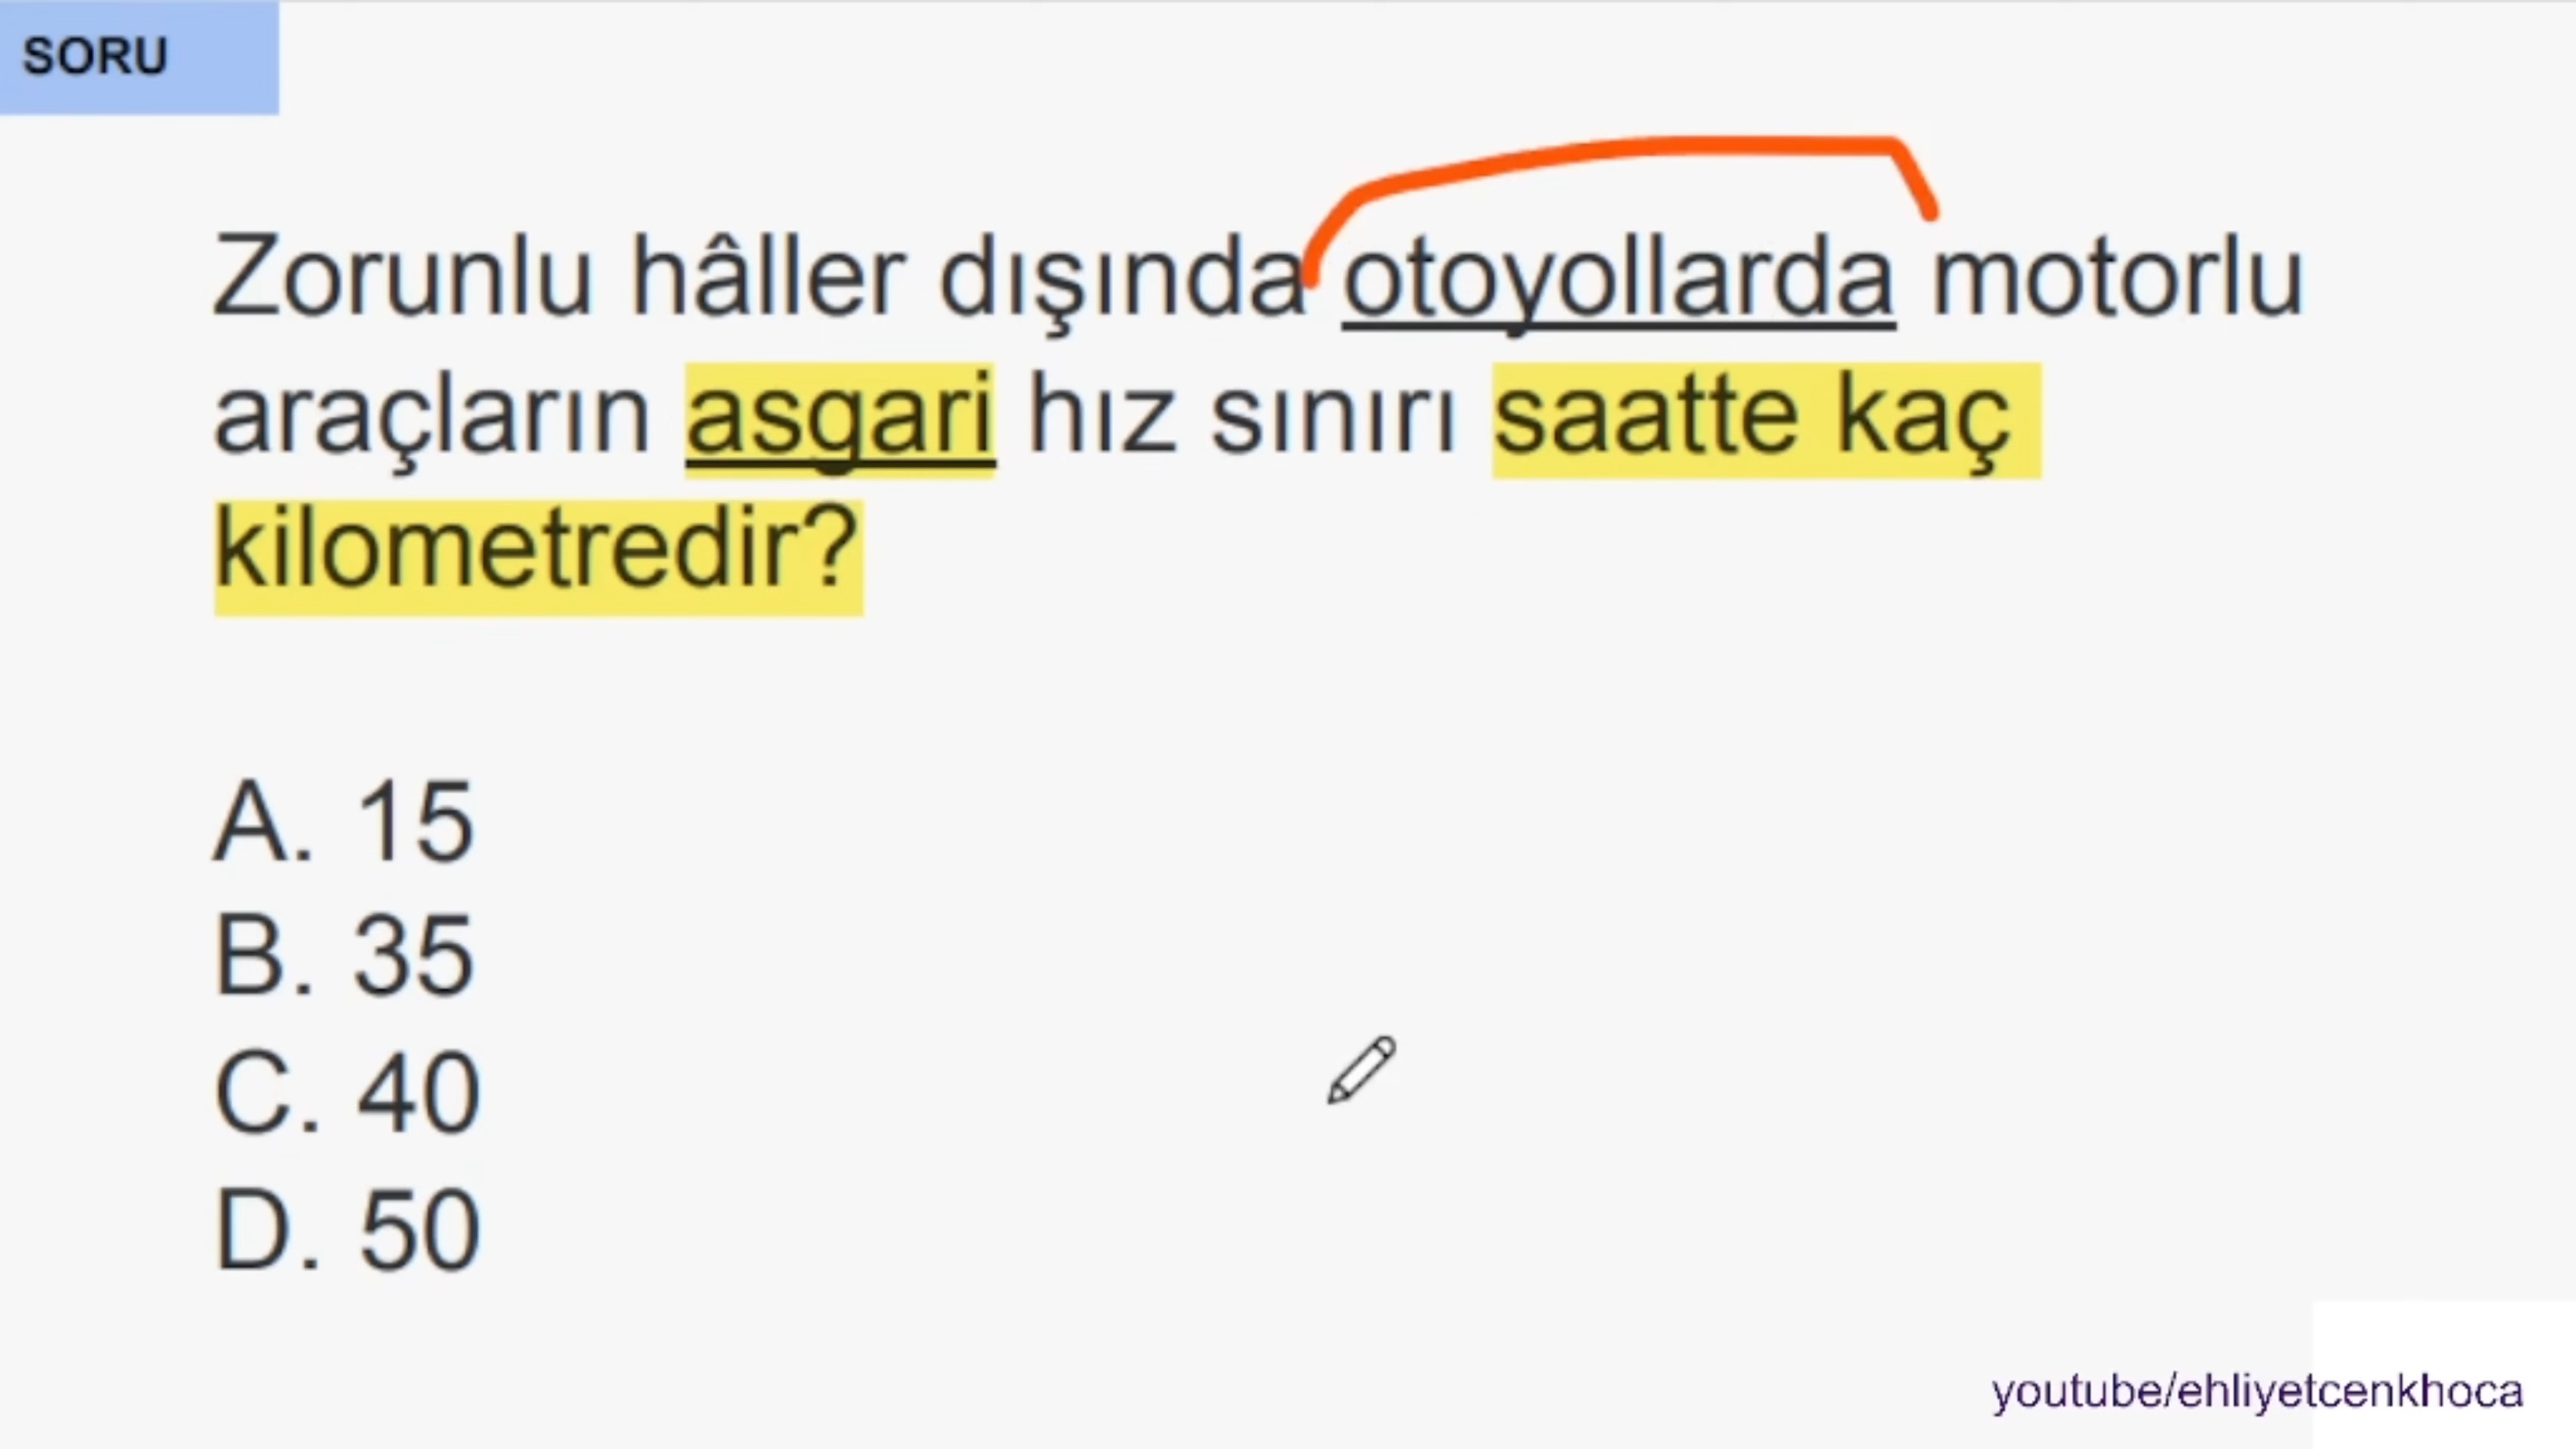 SORU
Zorunlu hâller dışında otoyollarda motorlu
araçların asgari hız sınırı saatte kaç
kilometredir?
A. 15
B. 35
C. 40
D. 50
youtube/ehliyetcenkhoca